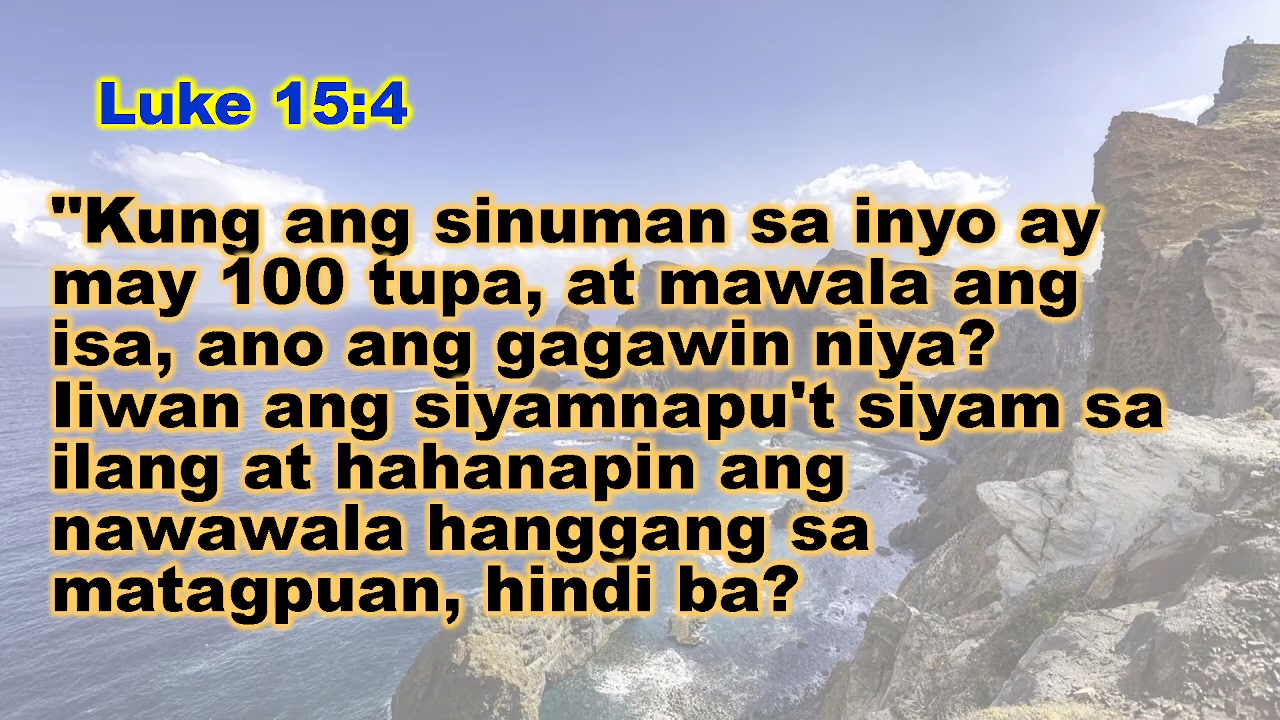 Luke 15:4
"Kung ang sinuman sa inyo ay
may 100 tupa, at mawala ang
isa, ano ang gagawin niya?
Iiwan ang siyamnapu't siyam sa
ilang at hahanapin ang
nawawala hanggang sa
matagpuan, hindi ba?